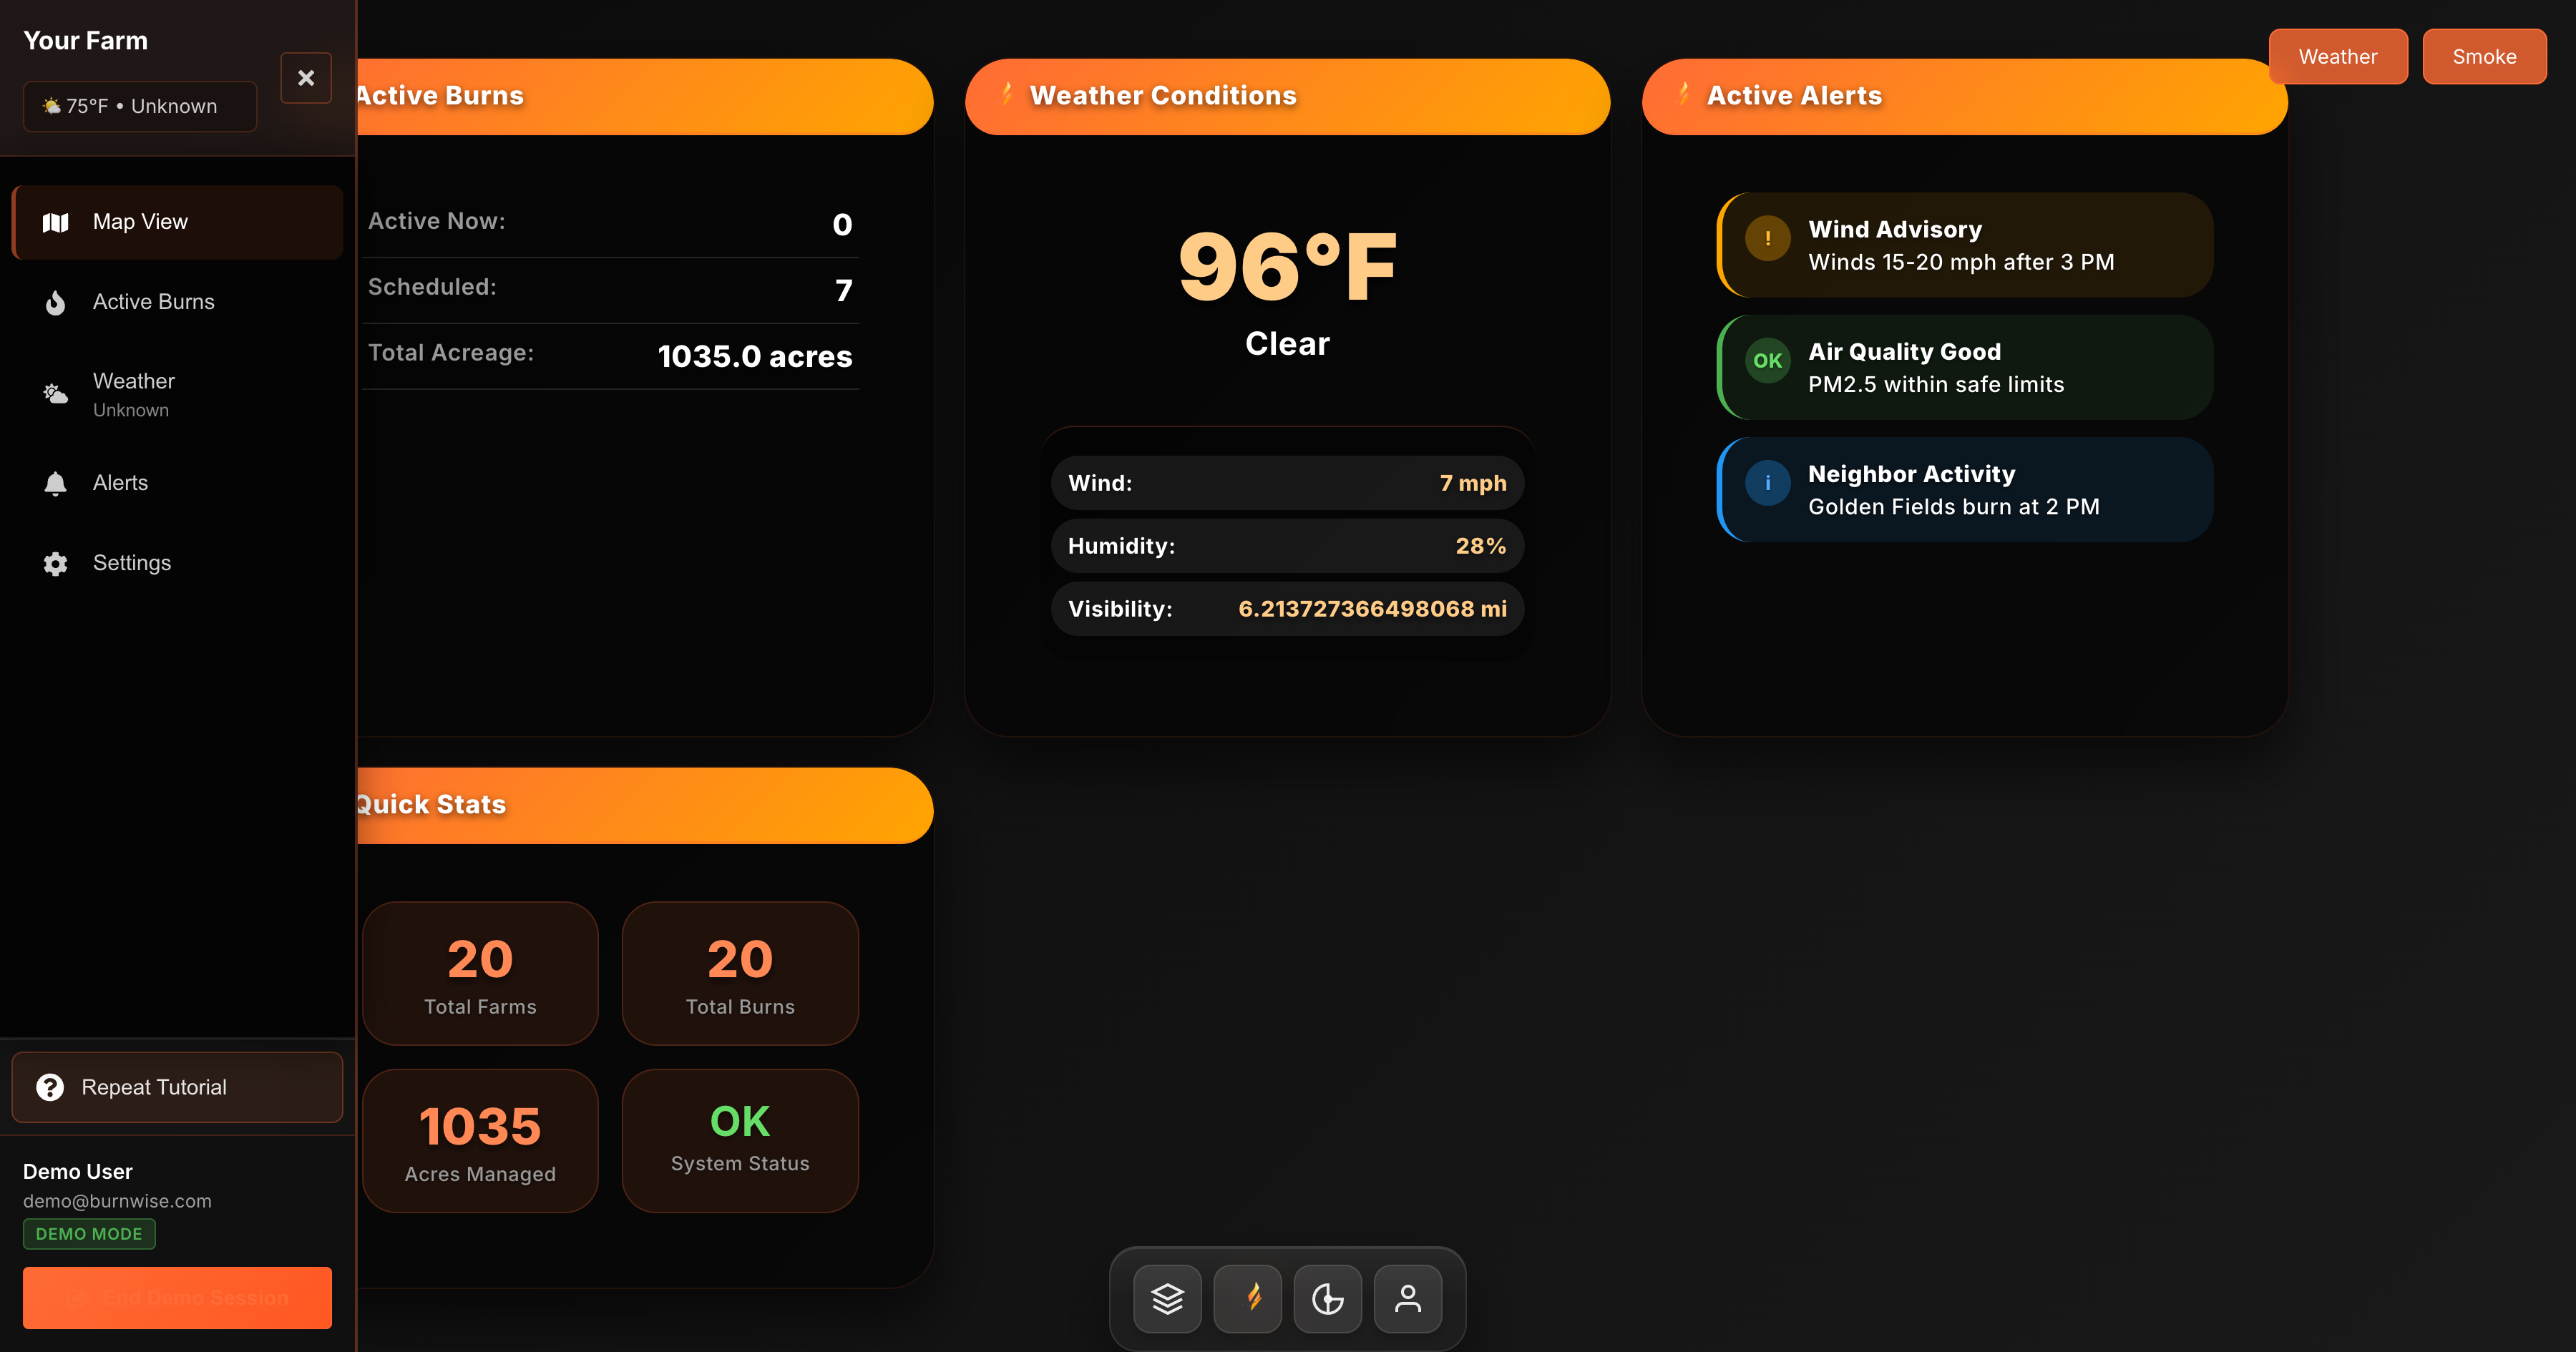 Your Farm
75°F • Unknown
Map View
Active Burns
Weather
Unknown
Alerts
Settings
Repeat Tutorial
Demo User
demo@burnwise.com
DEMO MODE
End Demo Session
Weather
Smoke
Active Burns
Active Now:
0
Scheduled:
7
Total Acreage:
1035.0 acres
Weather Conditions
96°F
Clear
Wind:
7 mph
Humidity:
28%
Visibility:
6.213727366498068 mi
Active Alerts
!
Wind Advisory
Winds 15-20 mph after 3 PM
OK
Air Quality Good
PM2.5 within safe limits
i
Neighbor Activity
Golden Fields burn at 2 PM
Quick Stats
20
Total Farms
20
Total Burns
1035
Acres Managed
OK
System Status